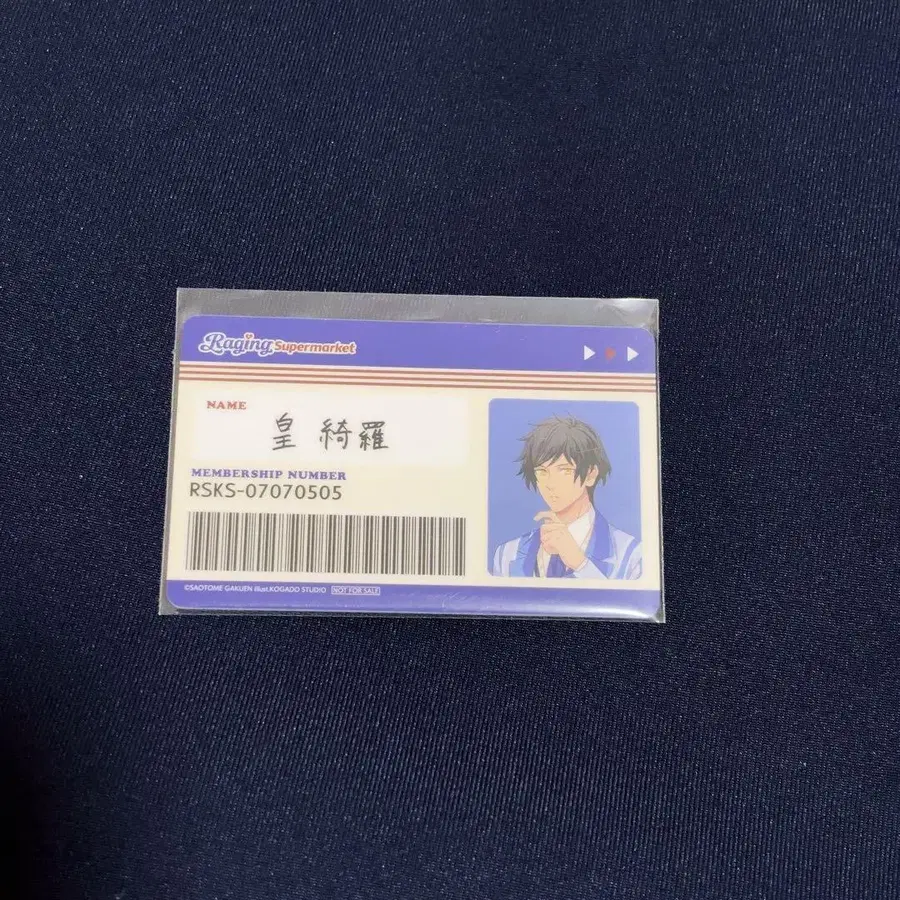 Raging Supermarket
NAME
皇 綺羅
MEMBERSHIP NUMBER
RSKS-07070505
©SAOTOME GAKUEN illust.KOGADO STUDIO NOT FOR SALE